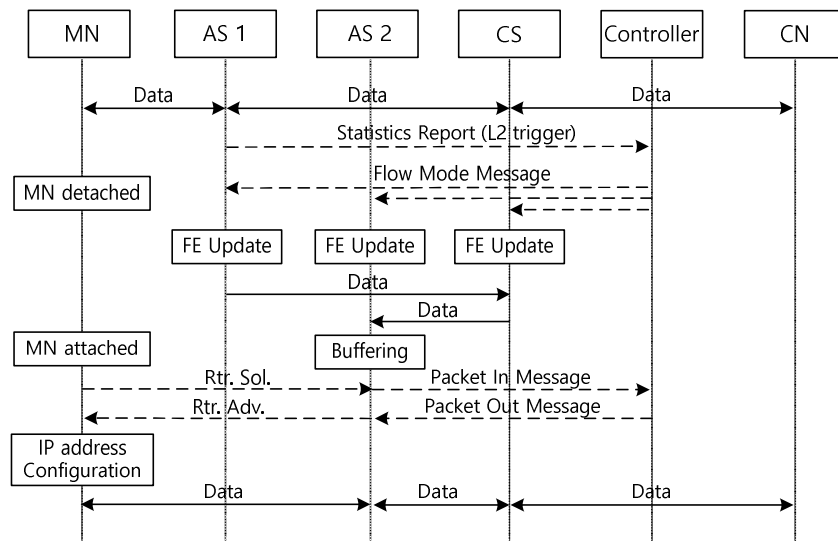 MN AS 1 AS 2 CS Controller CN
Data Data Data
Statistics Report (L2 trigger)
Flow Mode Message
MN detached
FE Update FE Update FE Update
Data
Data
MN attached
Buffering
Rtr. Sol. Packet In Message
Rtr. Adv. Packet Out Message
IP address
Configuration
Data Data Data